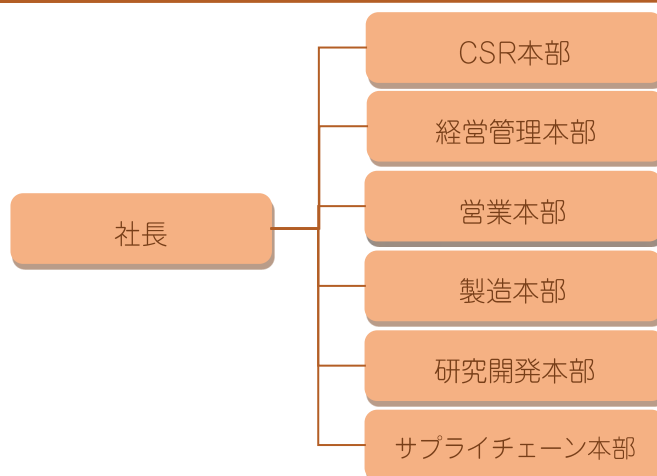 CSR本部
経営管理本部
営業本部
社長
製造本部
研究開発本部
サプライチェーン本部